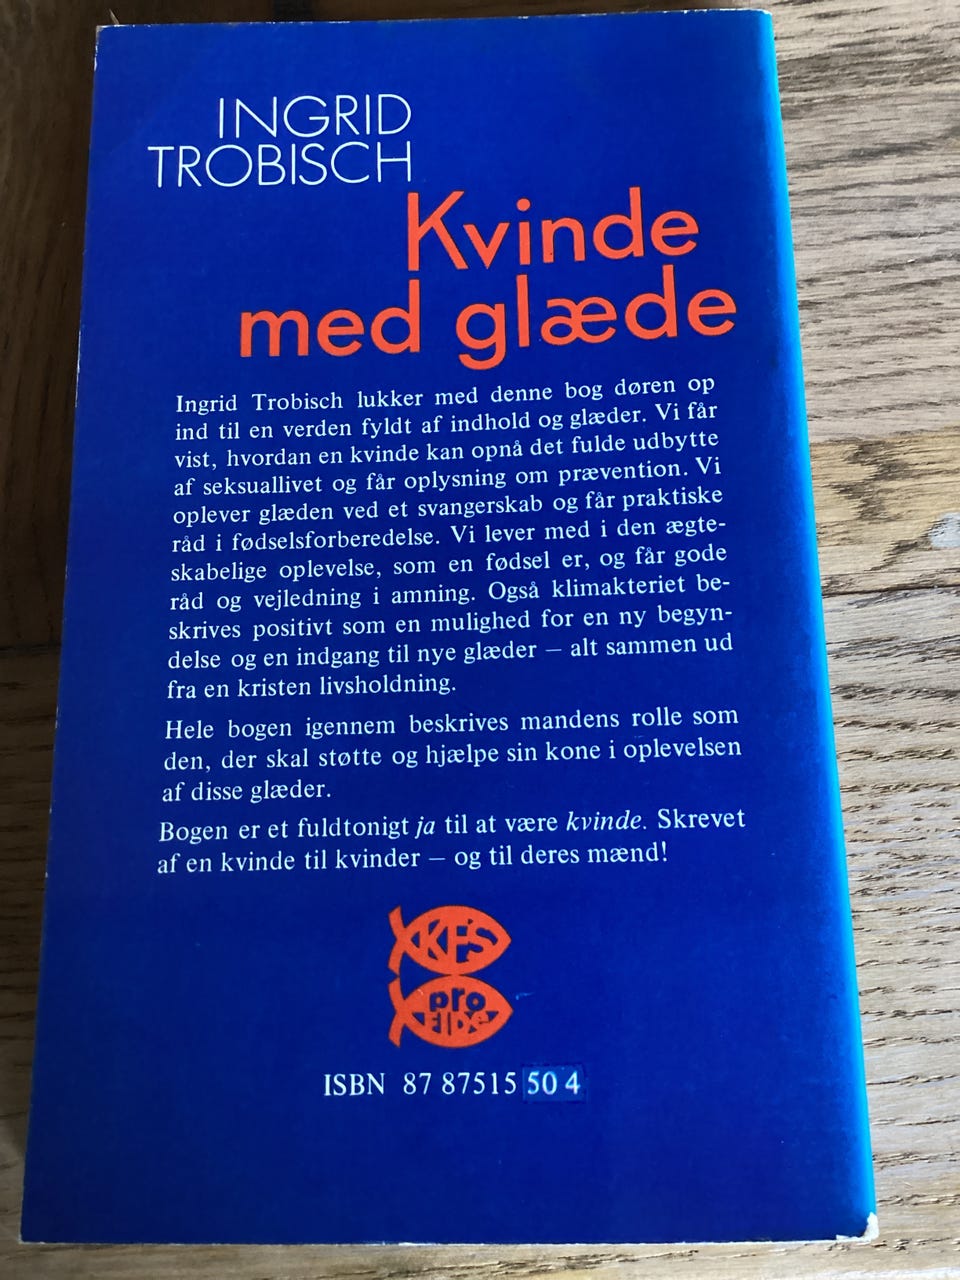 INGRID
TROBISCH
Kvinde
med glæde
Ingrid Trobisch lukker med denne bog døren op
ind til en verden fyldt af indhold og glæder. Vi får
vist, hvordan en kvinde kan opnå det fulde udbytte
af seksuallivet og får oplysning om prævention. Vi
oplever glæden ved et svangerskab og får praktiske
råd i fødselsforberedelse. Vi lever med i den ægte-
skabelige oplevelse, som en fødsel er, og får gode
råd og vejledning i amning. Også klimakteriet be-
skrives positivt som en mulighed for en ny begyn-
delse og en indgang til nye glæder – alt sammen ud
fra en kristen livsholdning.
Hele bogen igennem beskrives mandens rolle som
den, der skal støtte og hjælpe sin kone i oplevelsen
af disse glæder.
Bogen er et fuldtonigt ja til at være kvinde. Skrevet
af en kvinde til kvinder – og til deres mænd!
KFS
pro
FIDE
ISBN 87 87515 50 4